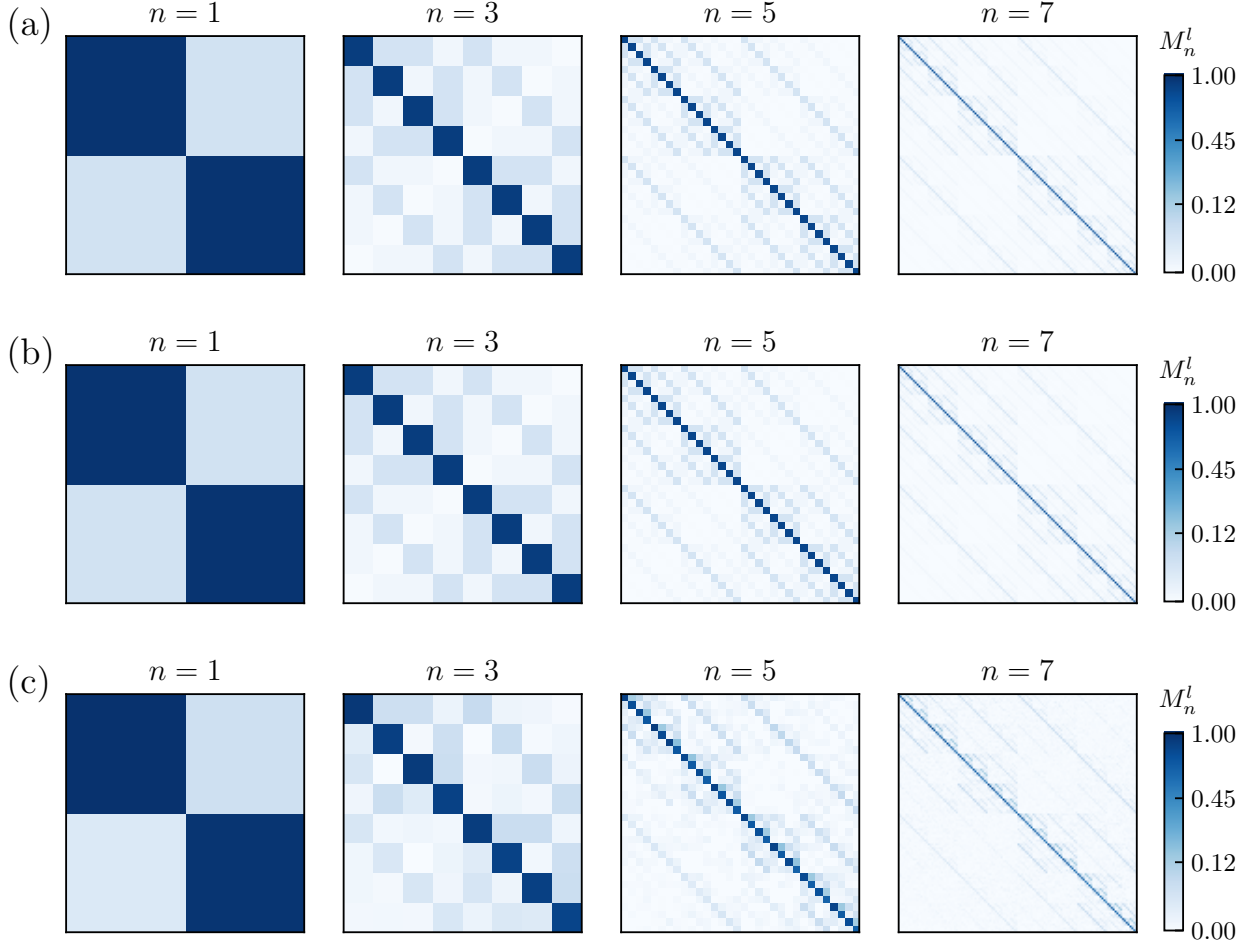 (a)
n = 1
n = 3
n = 5
n = 7
M_n^l
1.00
0.45
0.12
0.00
(b)
n = 1
n = 3
n = 5
n = 7
M_n^l
1.00
0.45
0.12
0.00
(c)
n = 1
n = 3
n = 5
n = 7
M_n^l
1.00
0.45
0.12
0.00